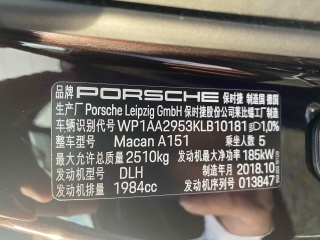 品牌 PORSCHE 保时捷 制造国 德国
生产厂 Porsche Leipzig GmbH 保时捷股份公司莱比锡工厂制造
车辆识别代号 WP1AA2953KLB10181
整车型号 Macan A151 乘坐人数 5
最大允许总质量 2510kg 发动机最大净功率 185kW
发动机型号 DLH 制造年月 2018.10
发动机排量 1984cc 发动机序列号 013847